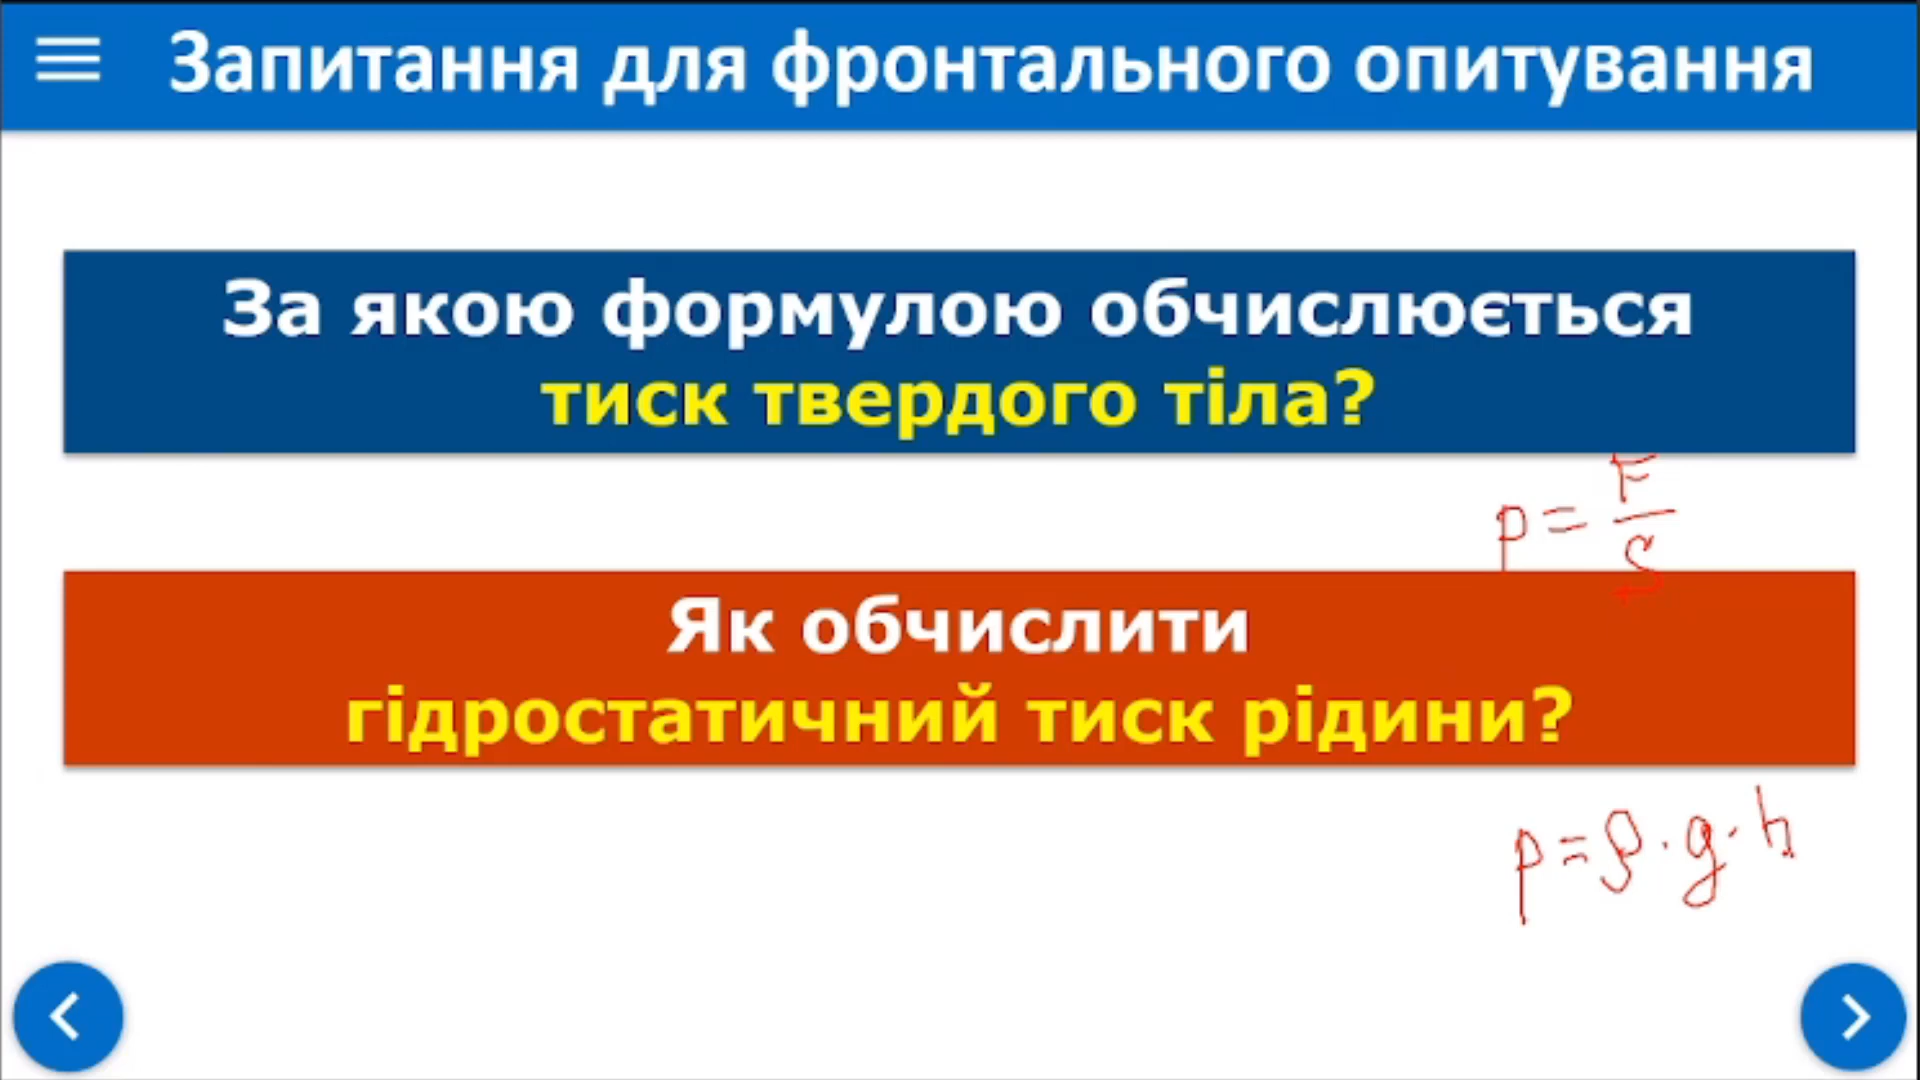 Запитання для фронтального опитування
За якою формулою обчислюється
тиск твердого тіла?
p = F/S
Як обчислити
гідростатичний тиск рідини?
p = ρ · g · h